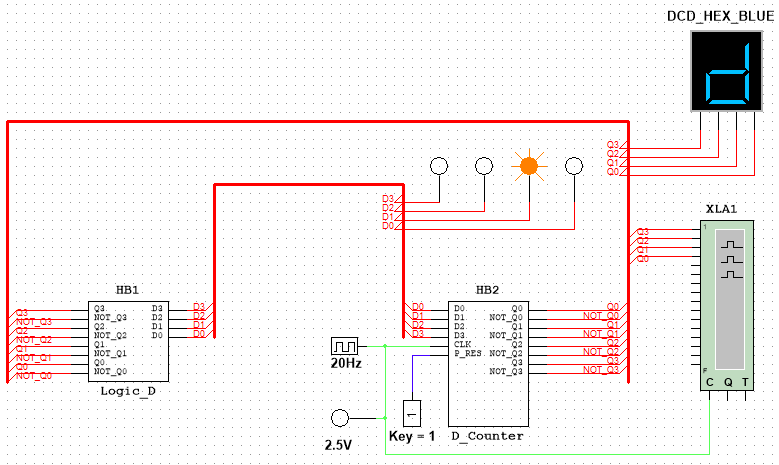 DCD_HEX_BLUE
d
Q3
Q2
Q1
Q0
D3
D2
D1
D0
XLA1
1
Q3
Q2
Q1
Q0
F
C Q T
HB1
Q3
NOT_Q3
Q2
NOT_Q2
Q1
NOT_Q1
Q0
NOT_Q0
Q3 D3
NOT_Q3 D2
Q2 D1
NOT_Q2 D0
Q1
NOT_Q1
Q0
NOT_Q0
D3
D2
D1
D0
Logic_D
HB2
D0
D1
D2
D3
D0 Q0
D1 NOT_Q0
D2 Q1
D3 NOT_Q1
CLK Q2
P_RES NOT_Q2
Q3
NOT_Q3
Q0
NOT_Q0
Q1
NOT_Q1
Q2
NOT_Q2
Q3
NOT_Q3
D_Counter
20Hz
2.5V
1
Key = 1